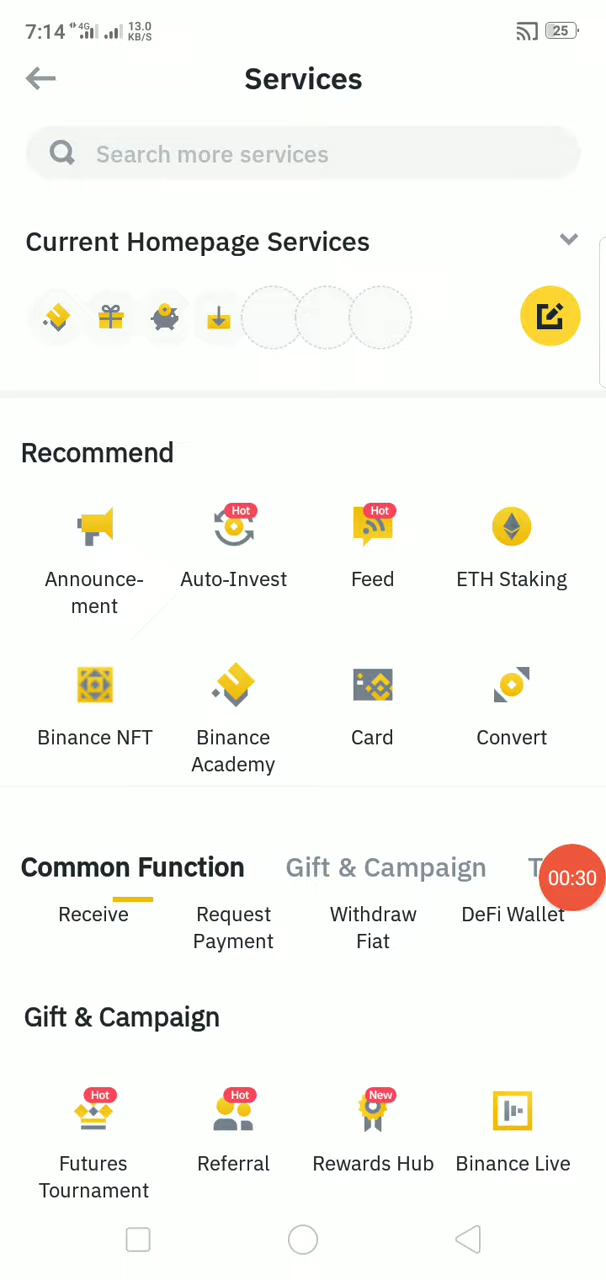 7:14 4G 13.0 KB/S 25
Services
Search more services
Current Homepage Services
Recommend
Hot Hot
Announce-
ment
Auto-Invest
Feed
ETH Staking
Binance NFT
Binance
Academy
Card
Convert
Common Function Gift & Campaign T
00:30
Receive
Request
Payment
Withdraw
Fiat
DeFi Wallet
Gift & Campaign
Hot Hot New
Futures
Tournament
Referral
Rewards Hub
Binance Live